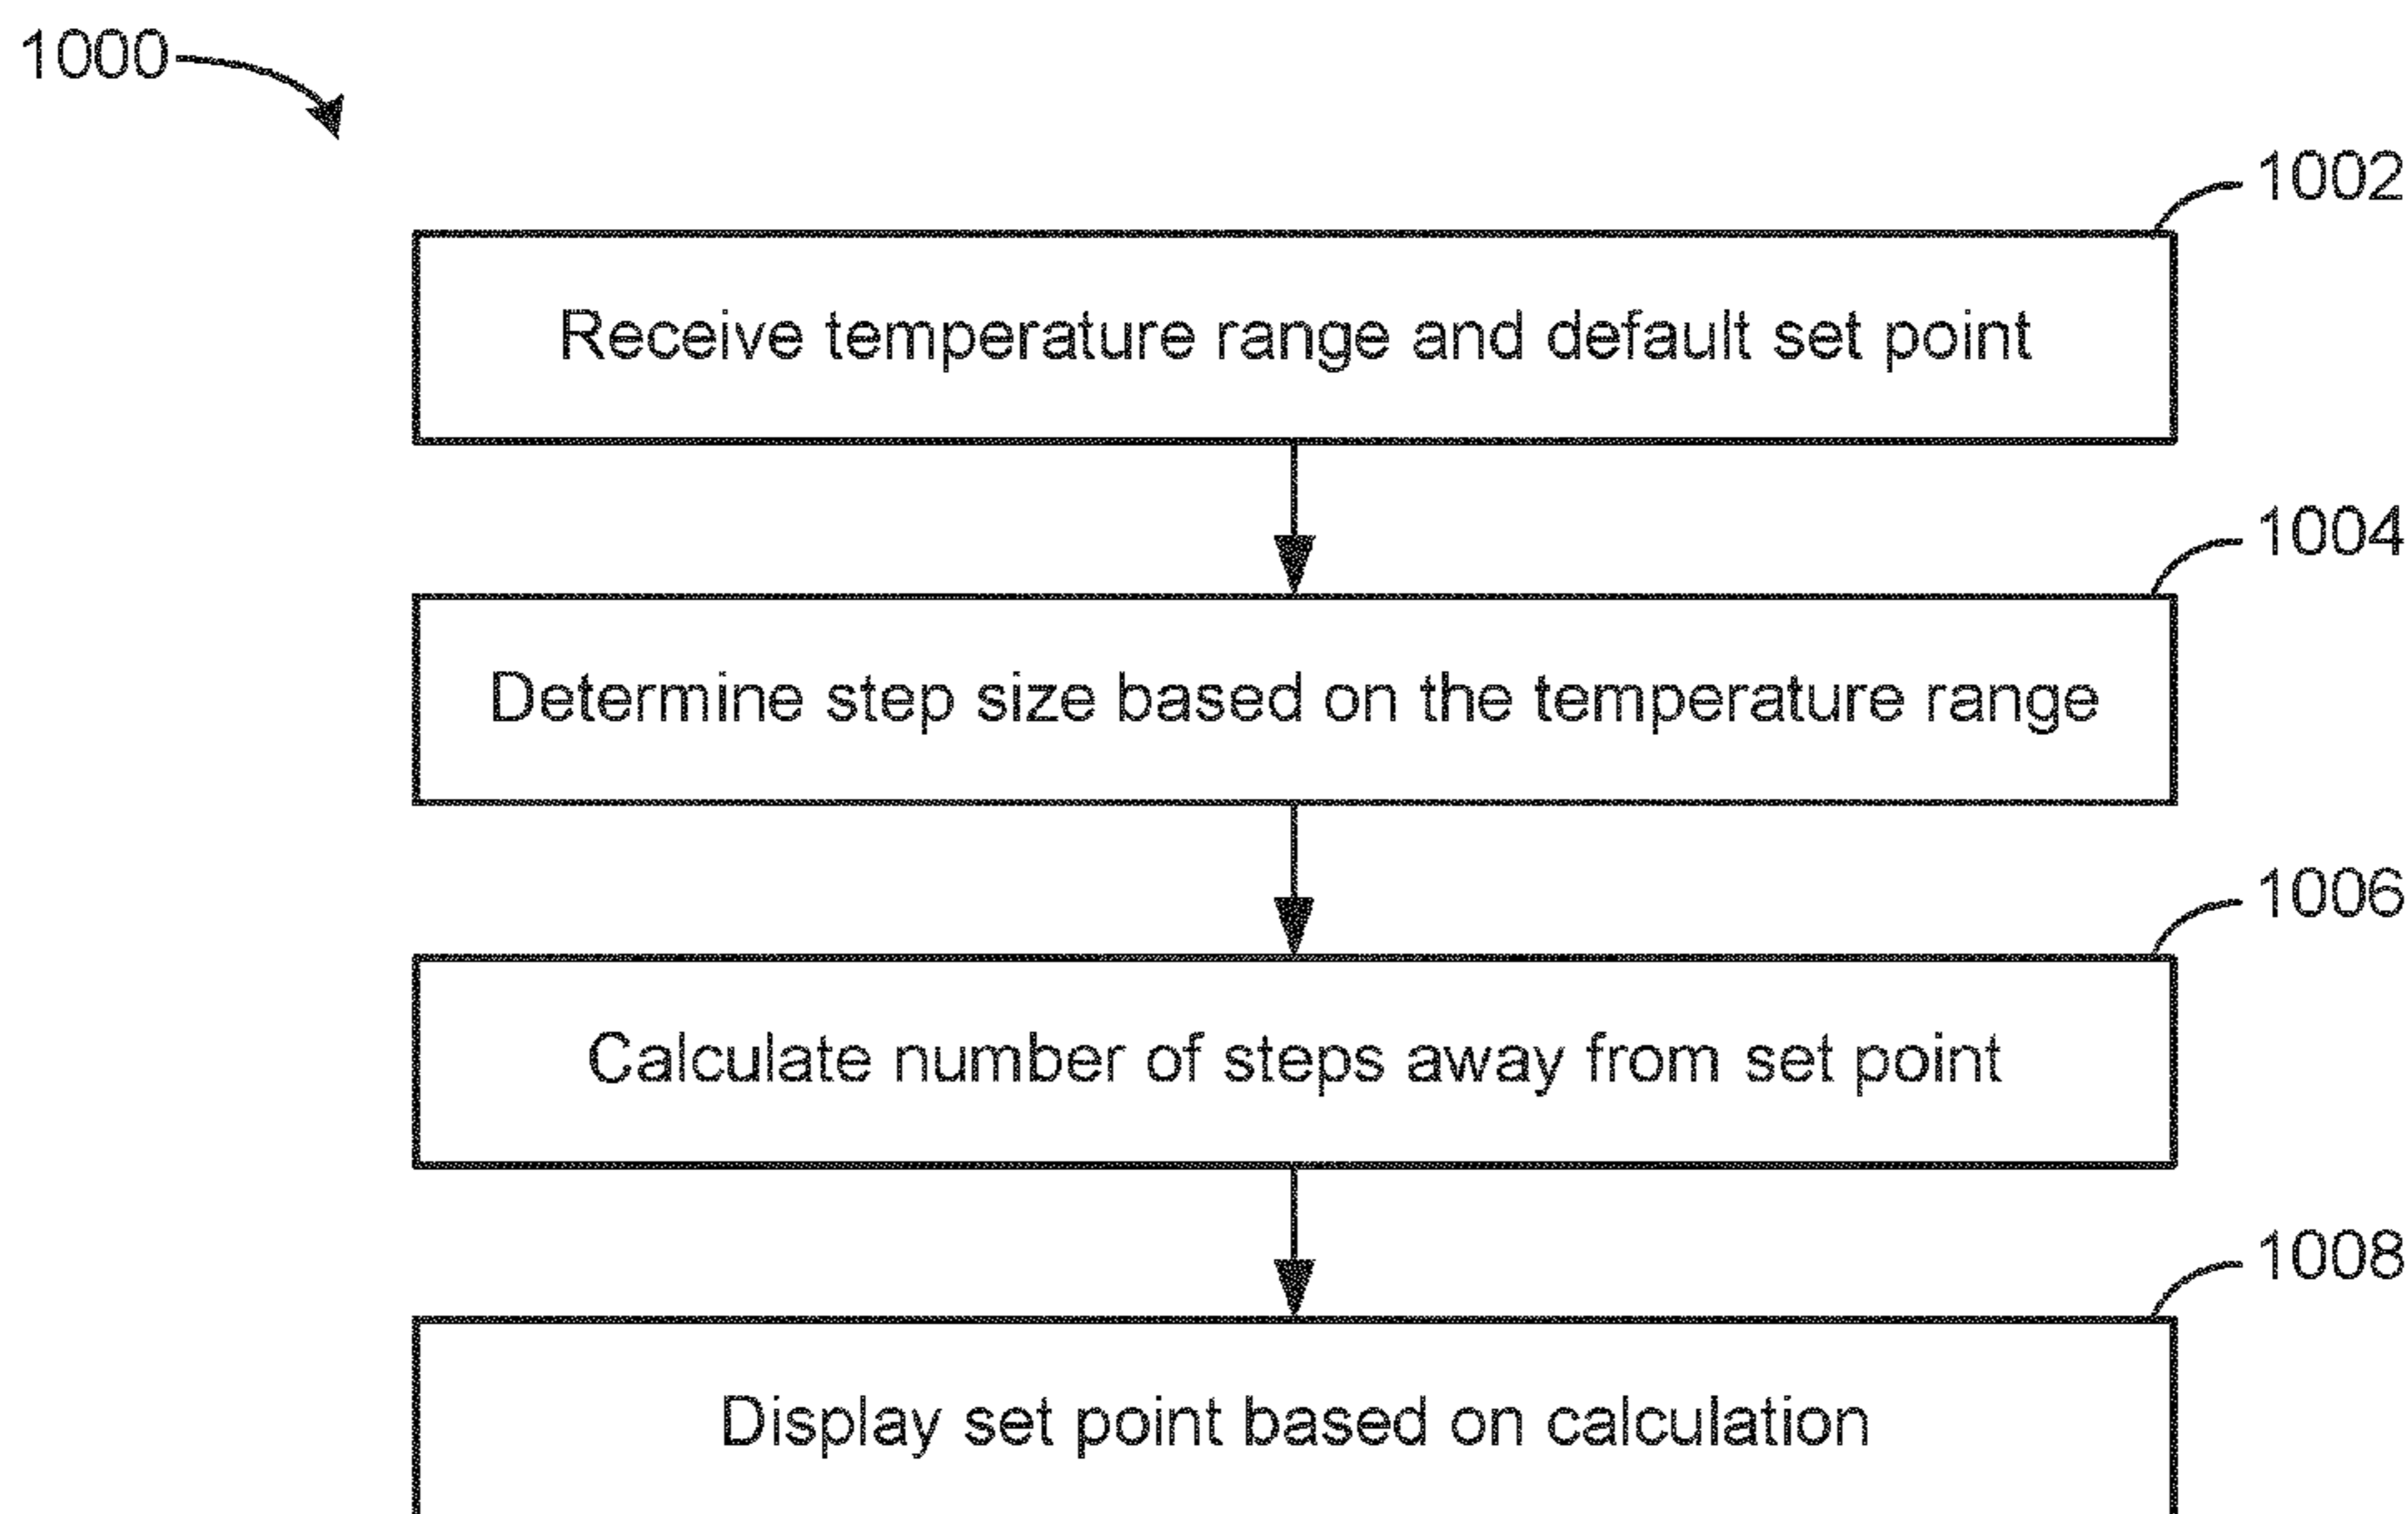 1000
1002
Receive temperature range and default set point
1004
Determine step size based on the temperature range
1006
Calculate number of steps away from set point
1008
Display set point based on calculation